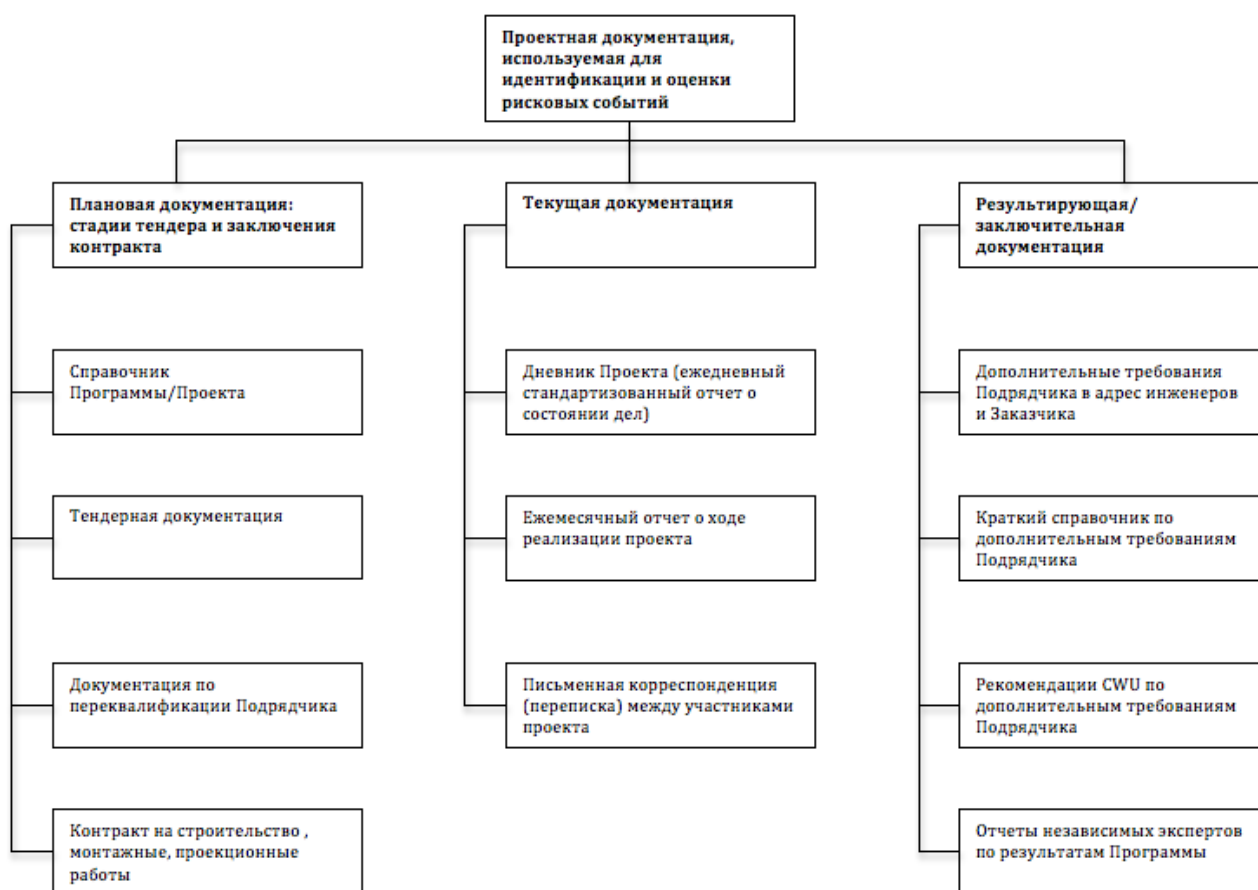 Проектная документация,
используемая для
идентификации и оценки
рисковых событий
Плановая документация:
стадии тендера и заключения
контракта
Справочник
Программы/Проекта
Тендерная документация
Документация по
переквалификации Подрядчика
Контракт на строительство ,
монтажные, проекционные
работы
Текущая документация
Дневник Проекта (ежедневный
стандартизованный отчет о
состоянии дел)
Ежемесячный отчет о ходе
реализации проекта
Письменная корреспонденция
(переписка) между участниками
проекта
Результирующая/
заключительная
документация
Дополнительные требования
Подрядчика в адрес инженеров
и Заказчика
Краткий справочник по
дополнительным требованиям
Подрядчика
Рекомендации CWU по
дополнительным требованиям
Подрядчика
Отчеты независимых экспертов
по результатам Программы